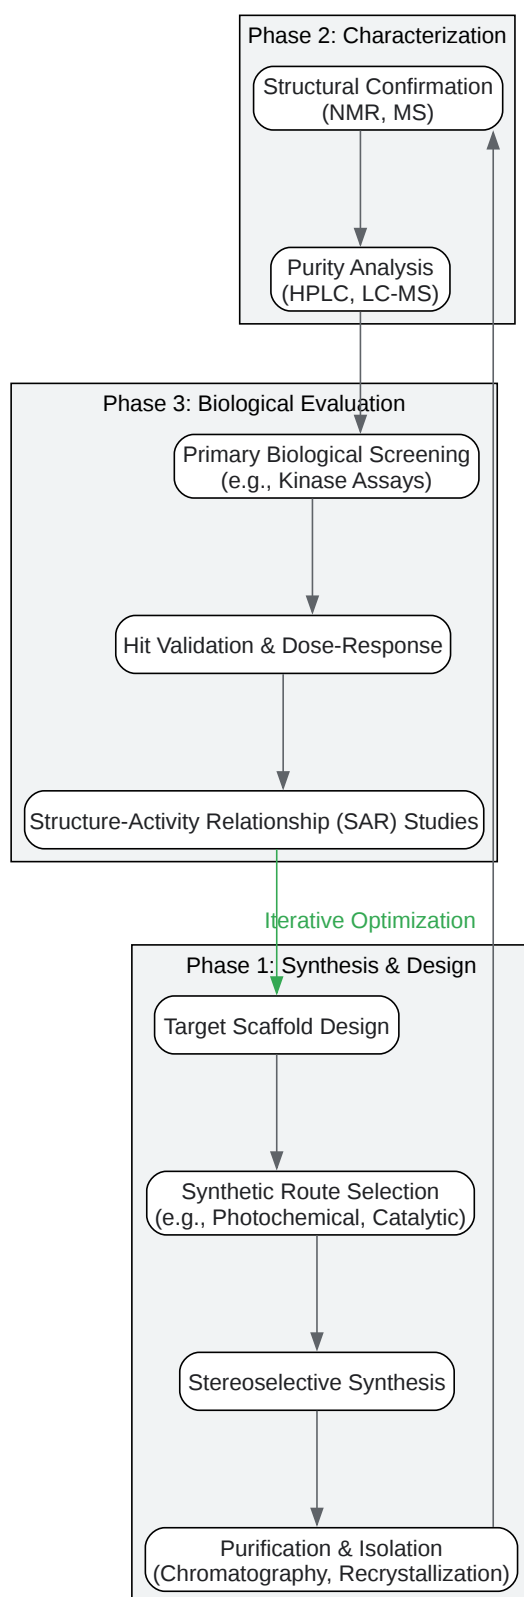 Phase 2: Characterization
Structural Confirmation
(NMR, MS)
Purity Analysis
(HPLC, LC-MS)
Phase 3: Biological Evaluation
Primary Biological Screening
(e.g., Kinase Assays)
Hit Validation & Dose-Response
Structure-Activity Relationship (SAR) Studies
Iterative Optimization
Phase 1: Synthesis & Design
Target Scaffold Design
Synthetic Route Selection
(e.g., Photochemical, Catalytic)
Stereoselective Synthesis
Purification & Isolation
(Chromatography, Recrystallization)